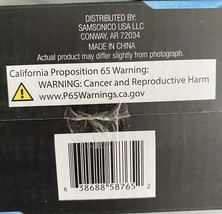 DISTRIBUTED BY:
SAMSONICO USA LLC
CONWAY, AR 72034
MADE IN CHINA
Actual product may differ slightly from photograph.
California Proposition 65 Warning:
WARNING: Cancer and Reproductive Harm
www.P65Warnings.ca.gov
6 38688 58765 2